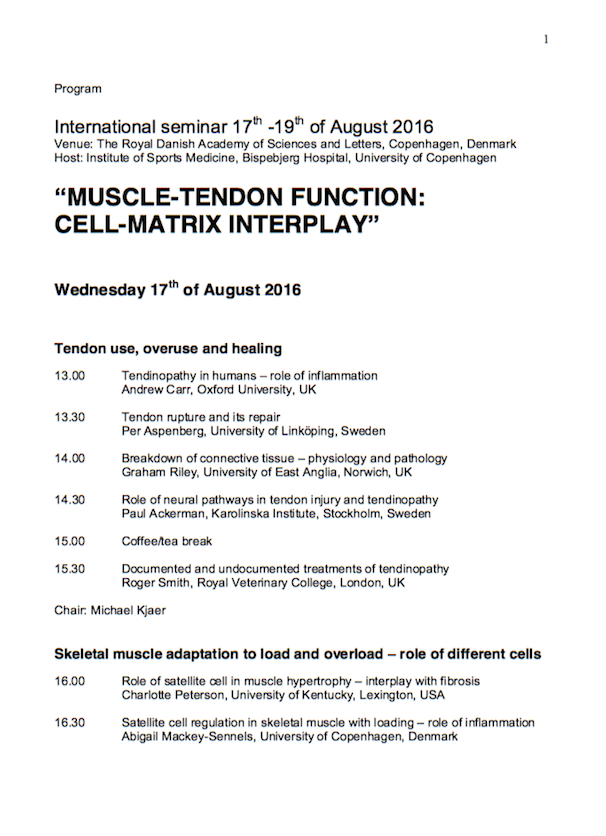 1
Program
International seminar 17th -19th of August 2016
Venue: The Royal Danish Academy of Sciences and Letters, Copenhagen, Denmark
Host: Institute of Sports Medicine, Bispebjerg Hospital, University of Copenhagen
“MUSCLE-TENDON FUNCTION:
CELL-MATRIX INTERPLAY”
Wednesday 17th of August 2016
Tendon use, overuse and healing
13.00 Tendinopathy in humans – role of inflammation
Andrew Carr, Oxford University, UK
13.30 Tendon rupture and its repair
Per Aspenberg, University of Linköping, Sweden
14.00 Breakdown of connective tissue – physiology and pathology
Graham Riley, University of East Anglia, Norwich, UK
14.30 Role of neural pathways in tendon injury and tendinopathy
Paul Ackerman, Karolinska Institute, Stockholm, Sweden
15.00 Coffee/tea break
15.30 Documented and undocumented treatments of tendinopathy
Roger Smith, Royal Veterinary College, London, UK
Chair: Michael Kjaer
Skeletal muscle adaptation to load and overload – role of different cells
16.00 Role of satellite cell in muscle hypertrophy – interplay with fibrosis
Charlotte Peterson, University of Kentucky, Lexington, USA
16.30 Satellite cell regulation in skeletal muscle with loading – role of inflammation
Abigail Mackey-Sennels, University of Copenhagen, Denmark